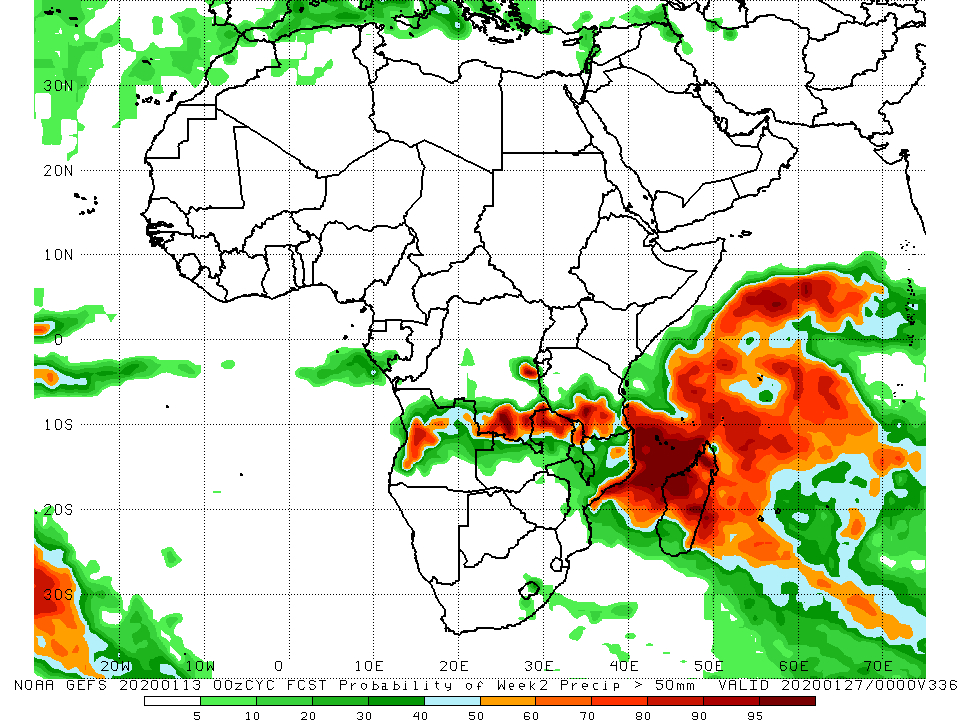 30N
20N
10N
0
10S
20S
30S
20W 10W 0 10E 20E 30E 40E 50E 60E 70E
NOAA GEFS 20200113 00zCYC FCST Probability of Week2 Precip > 50mm VALID 20200127/0000V336
5 10 20 30 40 50 60 70 80 90 95